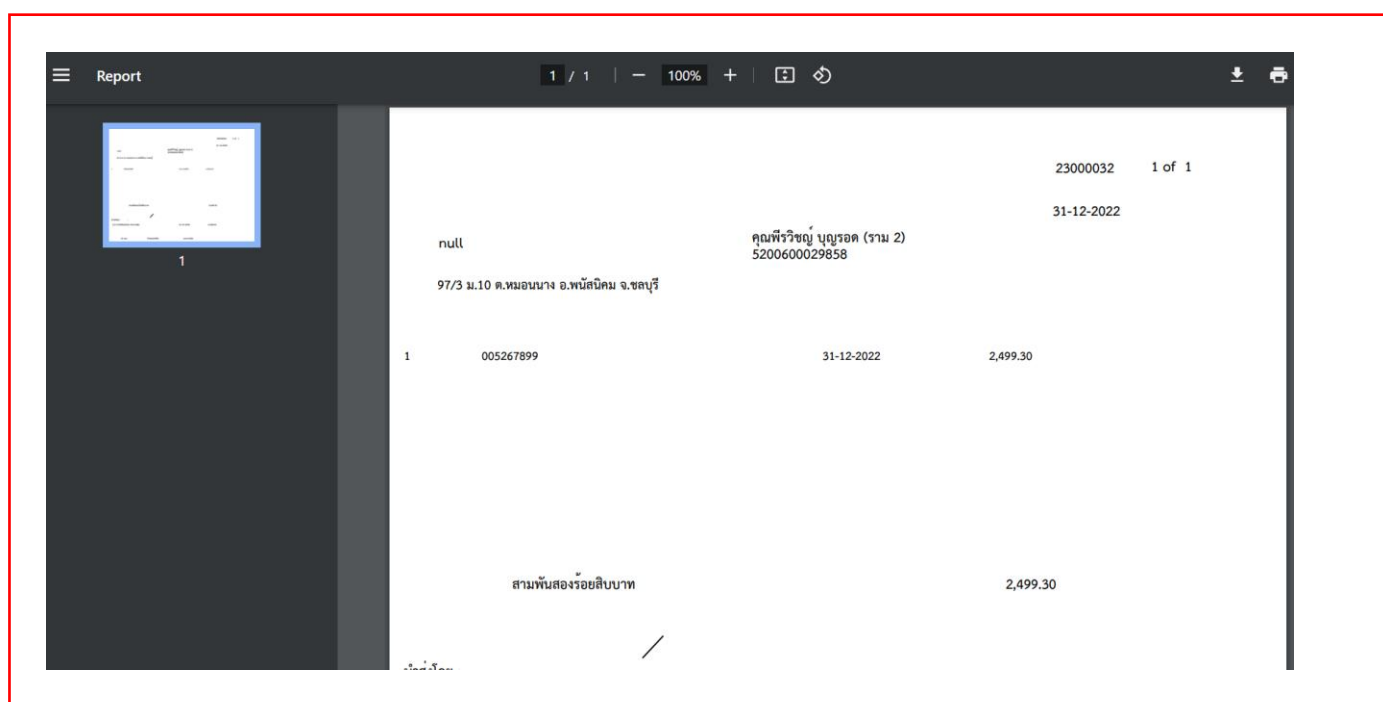 Report
1 / 1 | − 100% +
1
23000032 1 of 1
31-12-2022
null
คุณพีรวิชญ์ บุญรอด (ราม 2)
5200600029858
97/3 ม.10 ต.หมอนนาง อ.พนัสนิคม จ.ชลบุรี
1 005267899 31-12-2022 2,499.30
สามพันสองร้อยสิบบาท 2,499.30